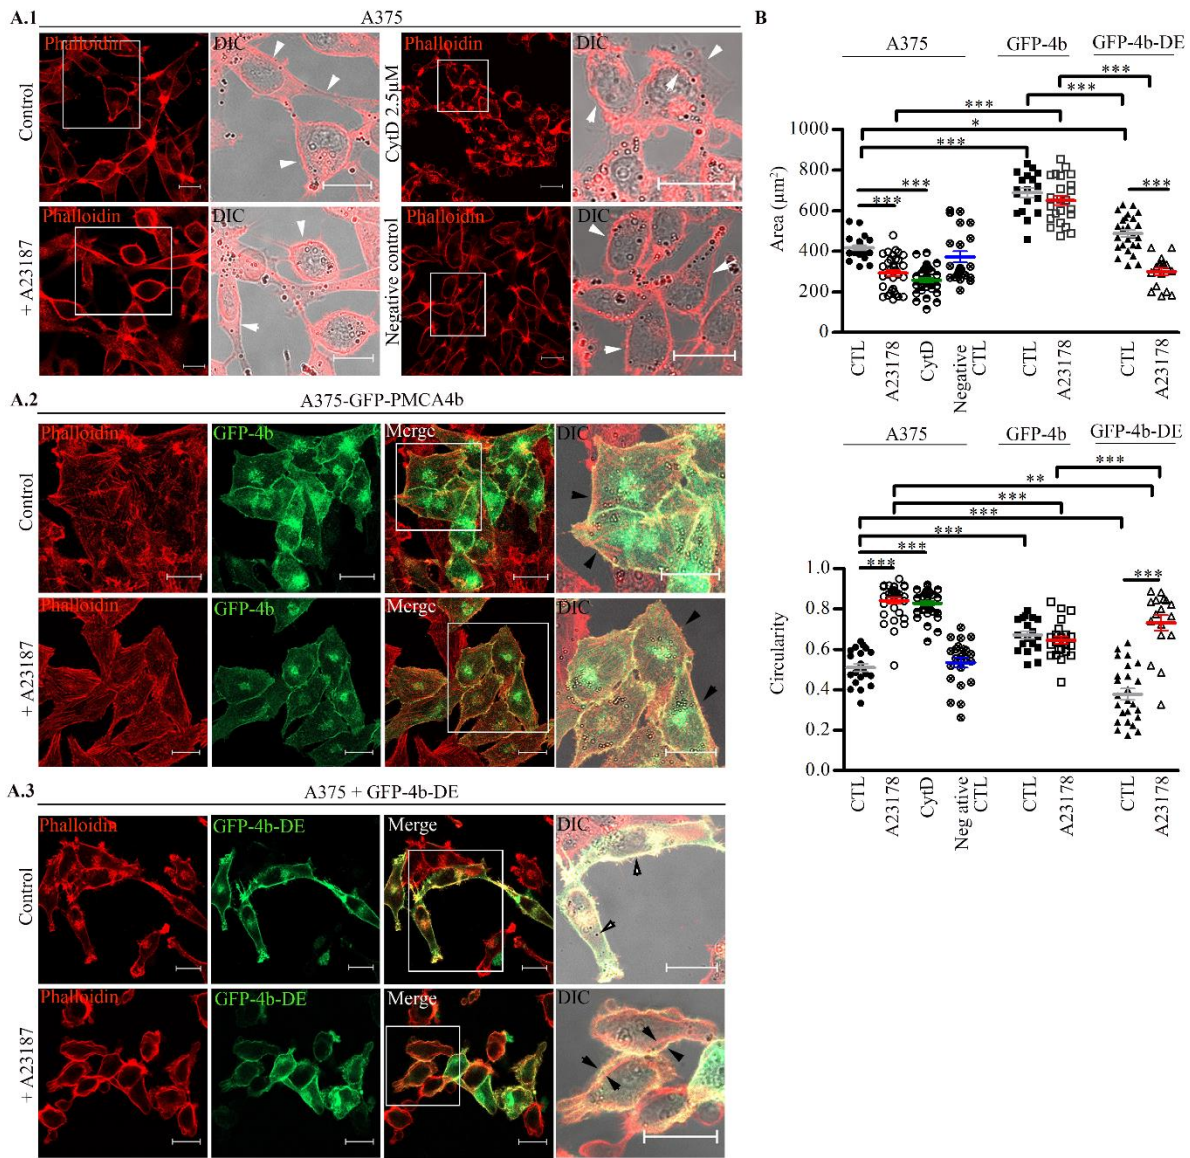 A.1
A375
Control
Phalloidin
DIC
CytD 2.5μM
Phalloidin
DIC
+ A23187
Phalloidin
DIC
Negative control
Phalloidin
DIC
A.2
A375-GFP-PMCA4b
Control
Phalloidin
GFP-4b
Merge
DIC
+ A23187
Phalloidin
GFP-4b
Merge
DIC
A.3
A375 + GFP-4b-DE
Control
Phalloidin
GFP-4b-DE
Merge
DIC
+ A23187
Phalloidin
GFP-4b-DE
Merge
DIC
B
A375
GFP-4b
GFP-4b-DE
***
***
***
*
***
***
***
***
Area (μm²)
1000
800
600
400
200
0
CTL
A23178
CytD
Negative
CTL
CTL
A23178
CTL
A23178
A375
GFP-4b
GFP-4b-DE
***
**
***
***
***
***
***
***
Circularity
1.0
0.8
0.6
0.4
0.2
0.0
CTL
A23178
CytD
Negative
CTL
CTL
A23178
CTL
A23178